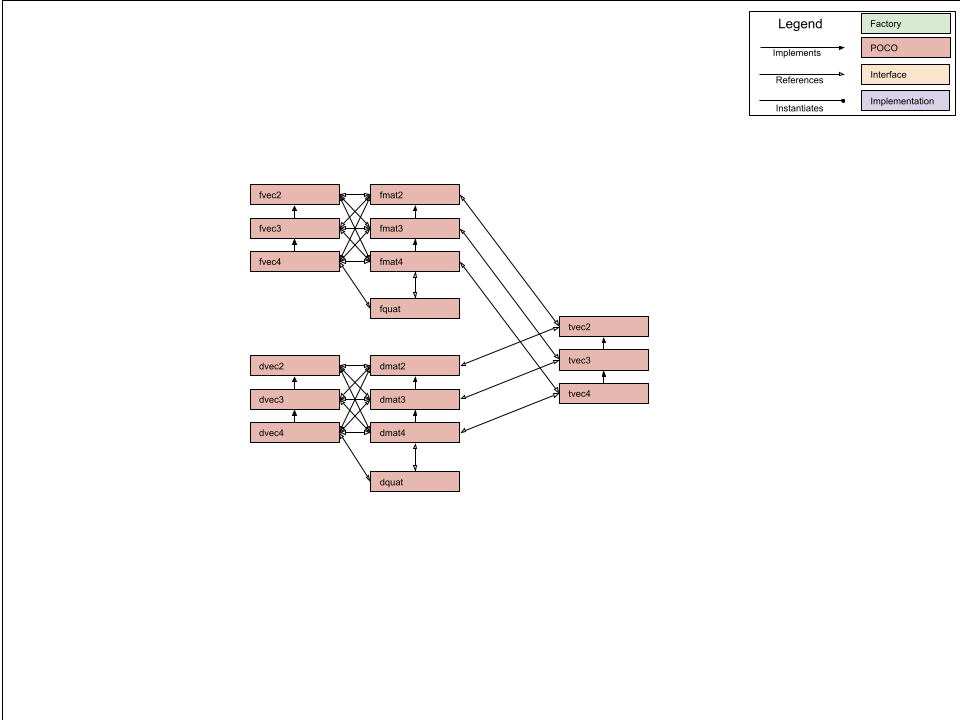 Legend
Factory
Implements
POCO
References
Interface
Instantiates
Implementation
fvec2
fmat2
fvec3
fmat3
fvec4
fmat4
fquat
tvec2
tvec3
tvec4
dvec2
dmat2
dvec3
dmat3
dvec4
dmat4
dquat